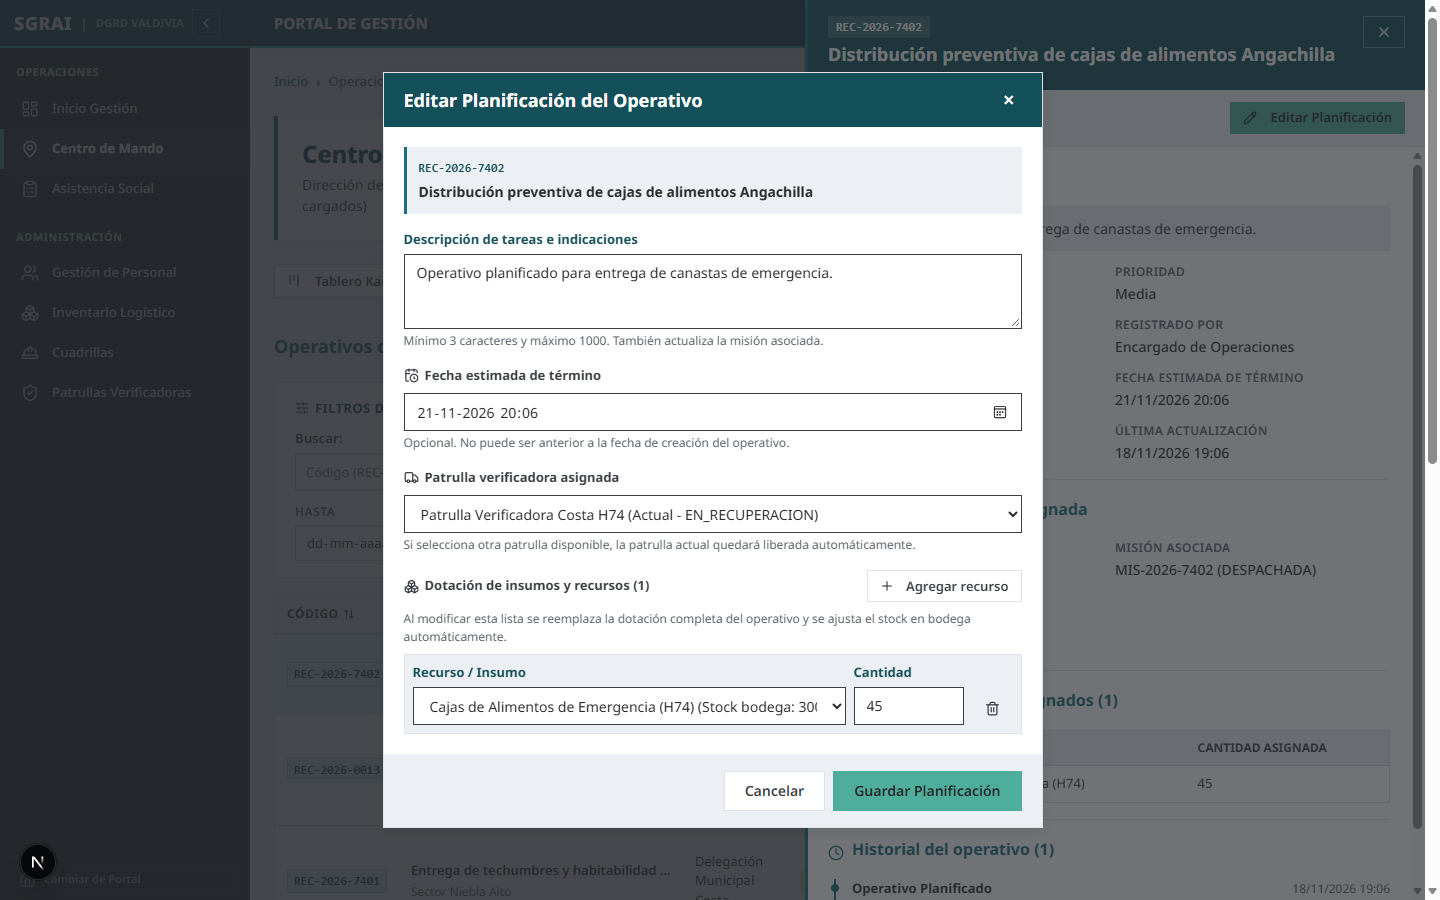 SGRAI | DGRD VALDIVIA
PORTAL DE GESTIÓN
OPERACIONES
Inicio Gestión
Centro de Mando
Asistencia Social
ADMINISTRACIÓN
Gestión de Personal
Inventario Logístico
Cuadrillas
Patrullas Verificadoras
Cambiar de Portal
Inicio › Operacio
Centro
Dirección de
cargados)
Tablero Ka
Operativos
FILTROS D
Buscar:
Código (REC-
HASTA
dd-mm-aaa
CÓDIGO
REC-2026-7402
REC-2026-0013
REC-2026-7401
Entrega de techumbres y habitabilidad ...
Sector Niebla Alto
Delegación
Municipal
Costa
REC-2026-7402
Distribución preventiva de cajas de alimentos Angachilla
Editar Planificación
rega de canastas de emergencia.
PRIORIDAD
Media
REGISTRADO POR
Encargado de Operaciones
FECHA ESTIMADA DE TÉRMINO
21/11/2026 20:06
ÚLTIMA ACTUALIZACIÓN
18/11/2026 19:06
gnada
MISIÓN ASOCIADA
MIS-2026-7402 (DESPACHADA)
gnados (1)
CANTIDAD ASIGNADA
a (H74)
45
Historial del operativo (1)
Operativo Planificado
18/11/2026 19:06
Editar Planificación del Operativo
REC-2026-7402
Distribución preventiva de cajas de alimentos Angachilla
Descripción de tareas e indicaciones
Operativo planificado para entrega de canastas de emergencia.
Mínimo 3 caracteres y máximo 1000. También actualiza la misión asociada.
Fecha estimada de término
21-11-2026 20:06
Opcional. No puede ser anterior a la fecha de creación del operativo.
Patrulla verificadora asignada
Patrulla Verificadora Costa H74 (Actual - EN_RECUPERACION)
Si selecciona otra patrulla disponible, la patrulla actual quedará liberada automáticamente.
Dotación de insumos y recursos (1)
Agregar recurso
Al modificar esta lista se reemplaza la dotación completa del operativo y se ajusta el stock en bodega
automáticamente.
Recurso / Insumo
Cantidad
Cajas de Alimentos de Emergencia (H74) (Stock bodega: 300
45
Cancelar
Guardar Planificación
N